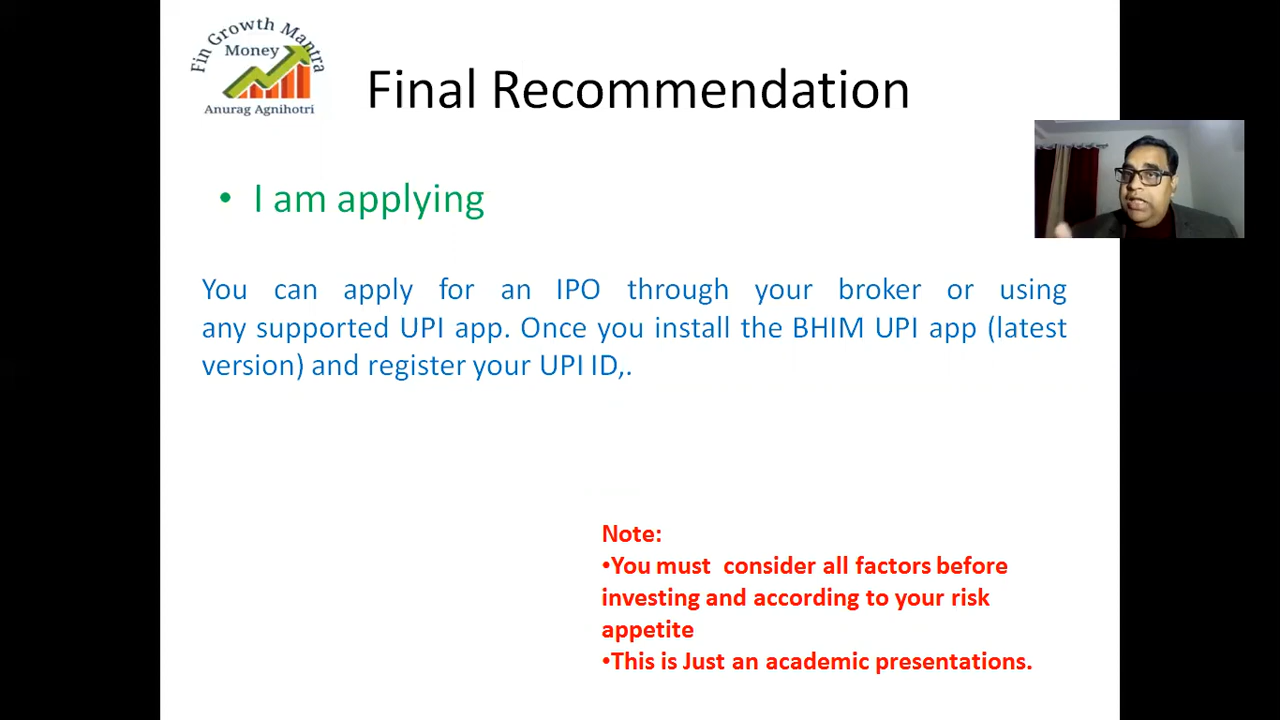 Fin Growth Mantra
Money
Anurag Agnihotri
Final Recommendation
• I am applying
You can apply for an IPO through your broker or using
any supported UPI app. Once you install the BHIM UPI app (latest
version) and register your UPI ID,.
Note:
•You must consider all factors before
investing and according to your risk
appetite
•This is Just an academic presentations.